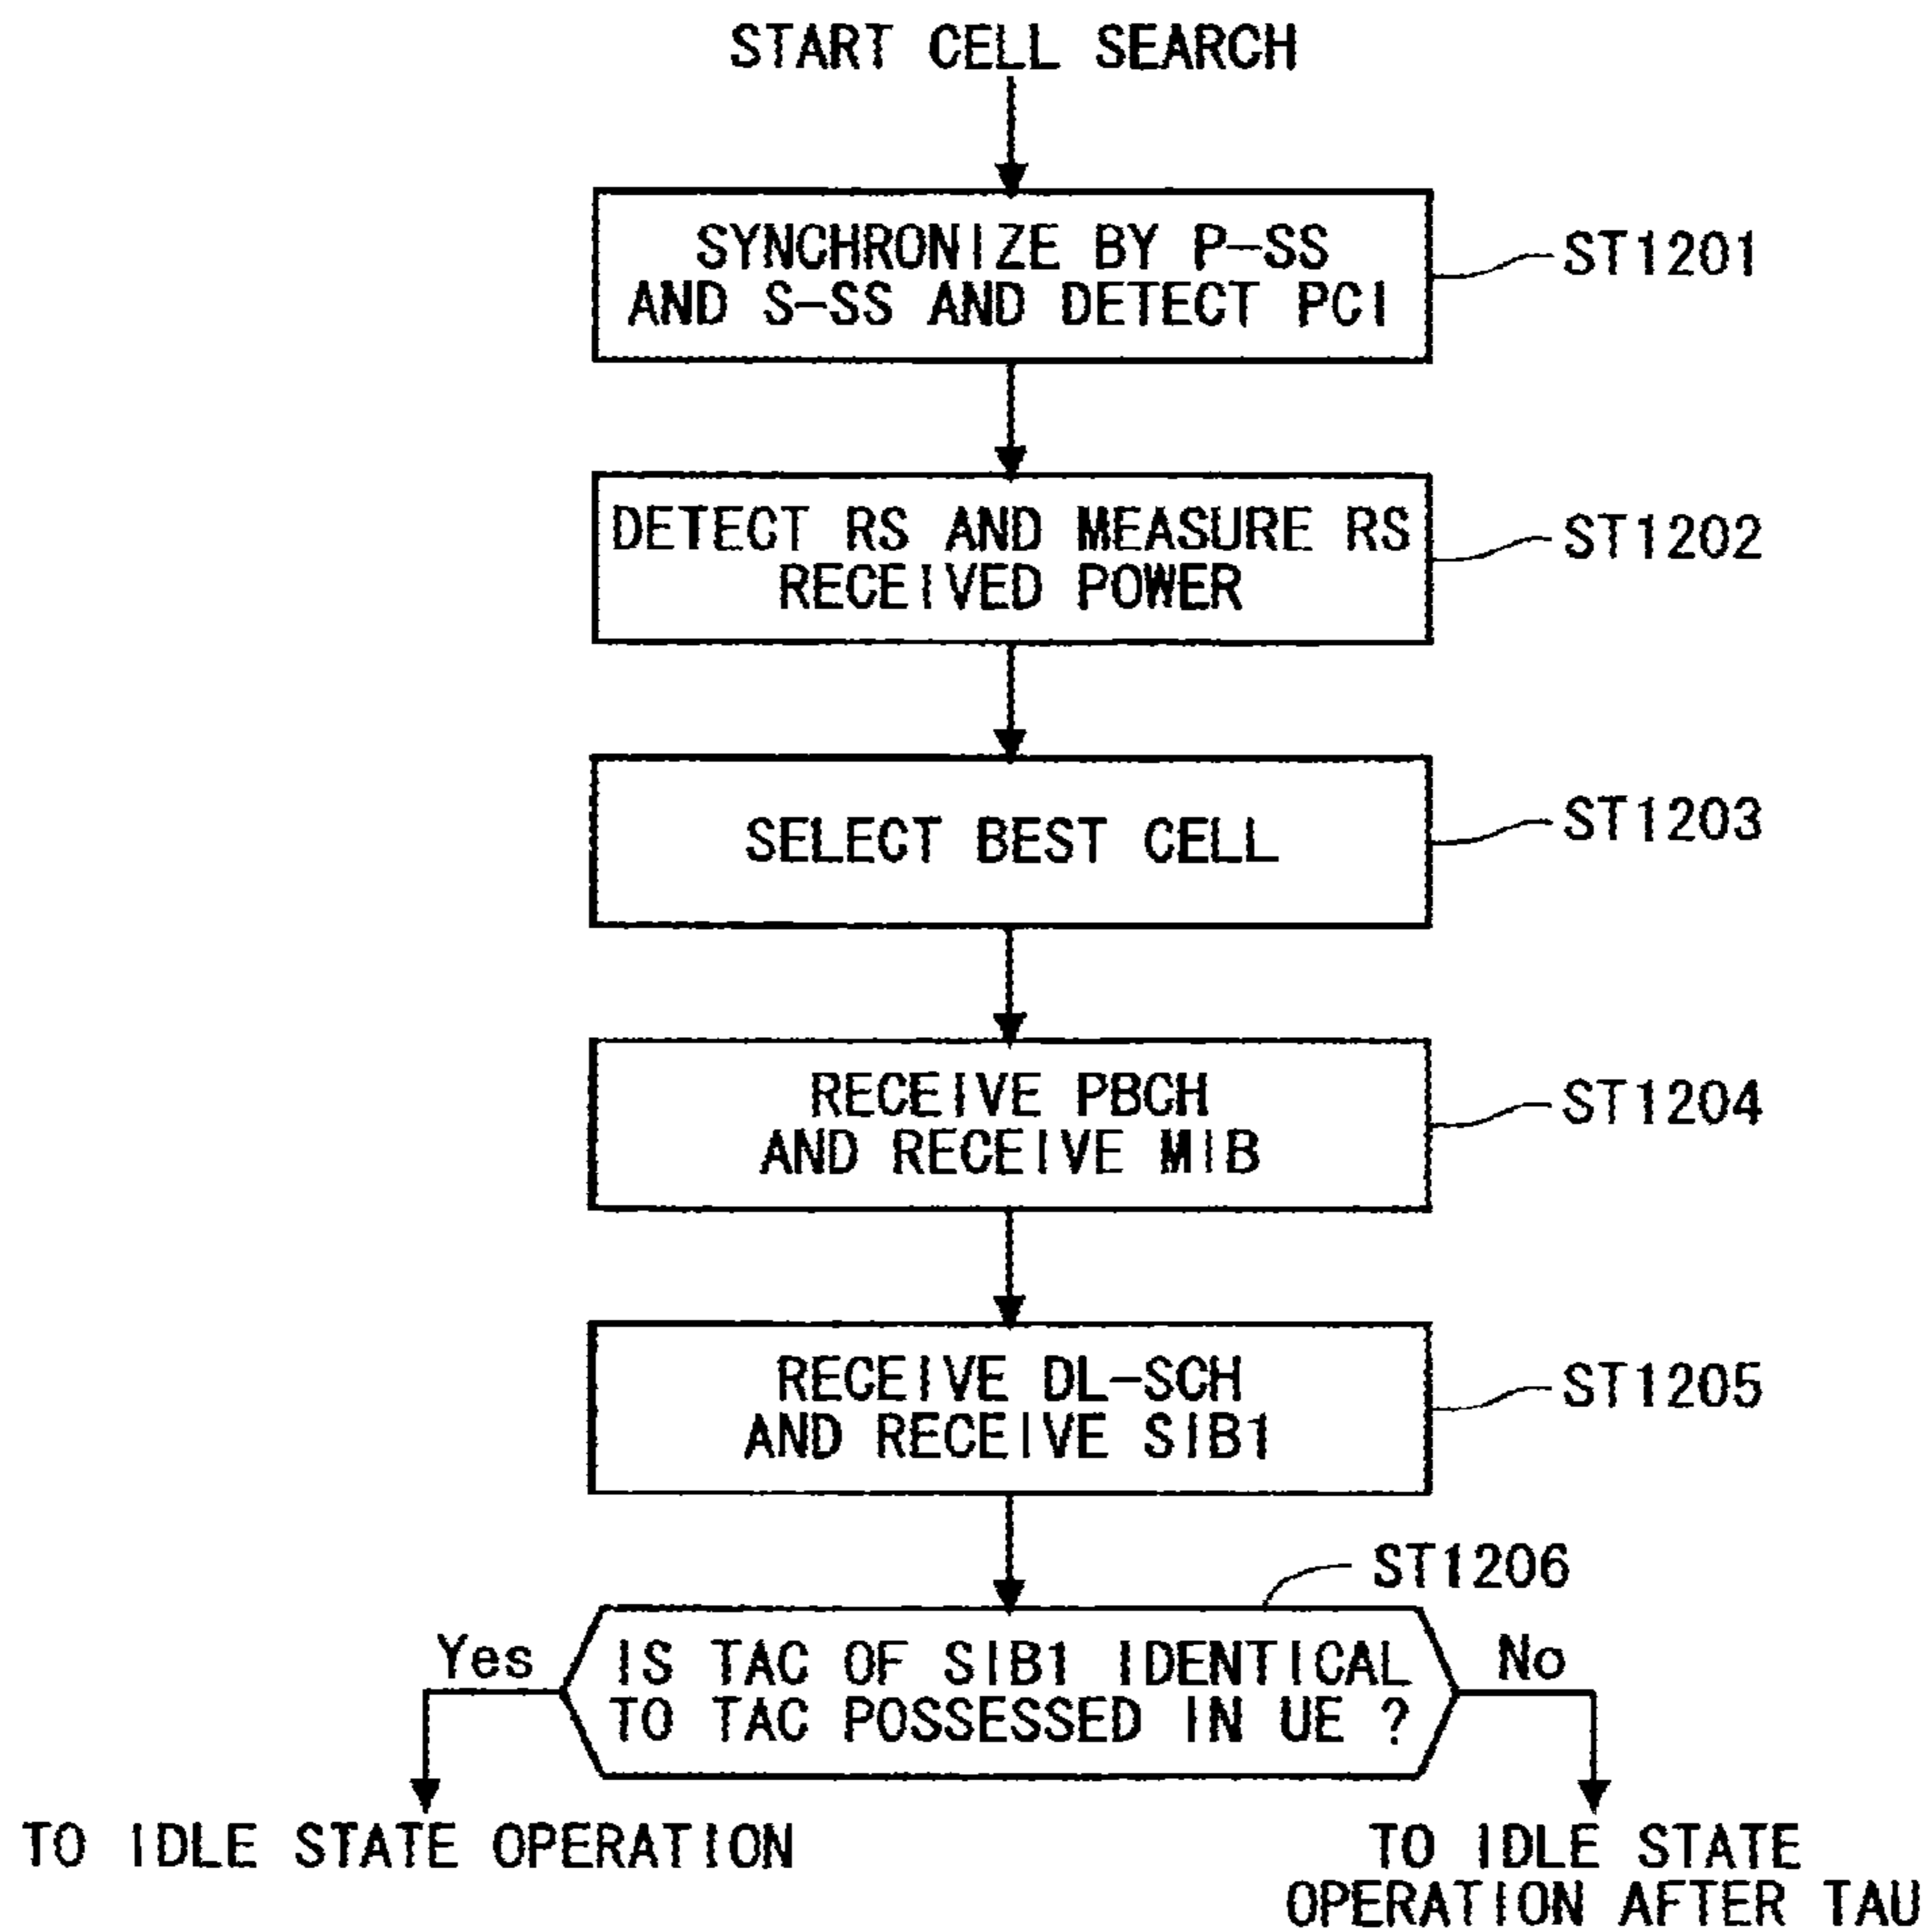 START CELL SEARCH
SYNCHRONIZE BY P-SS
AND S-SS AND DETECT PCI
ST1201
DETECT RS AND MEASURE RS
RECEIVED POWER
ST1202
SELECT BEST CELL
ST1203
RECEIVE PBCH
AND RECEIVE MIB
ST1204
RECEIVE DL-SCH
AND RECEIVE SIB1
ST1205
ST1206
Yes
IS TAC OF SIB1 IDENTICAL
TO TAC POSSESSED IN UE ?
No
TO IDLE STATE OPERATION
TO IDLE STATE
OPERATION AFTER TAU